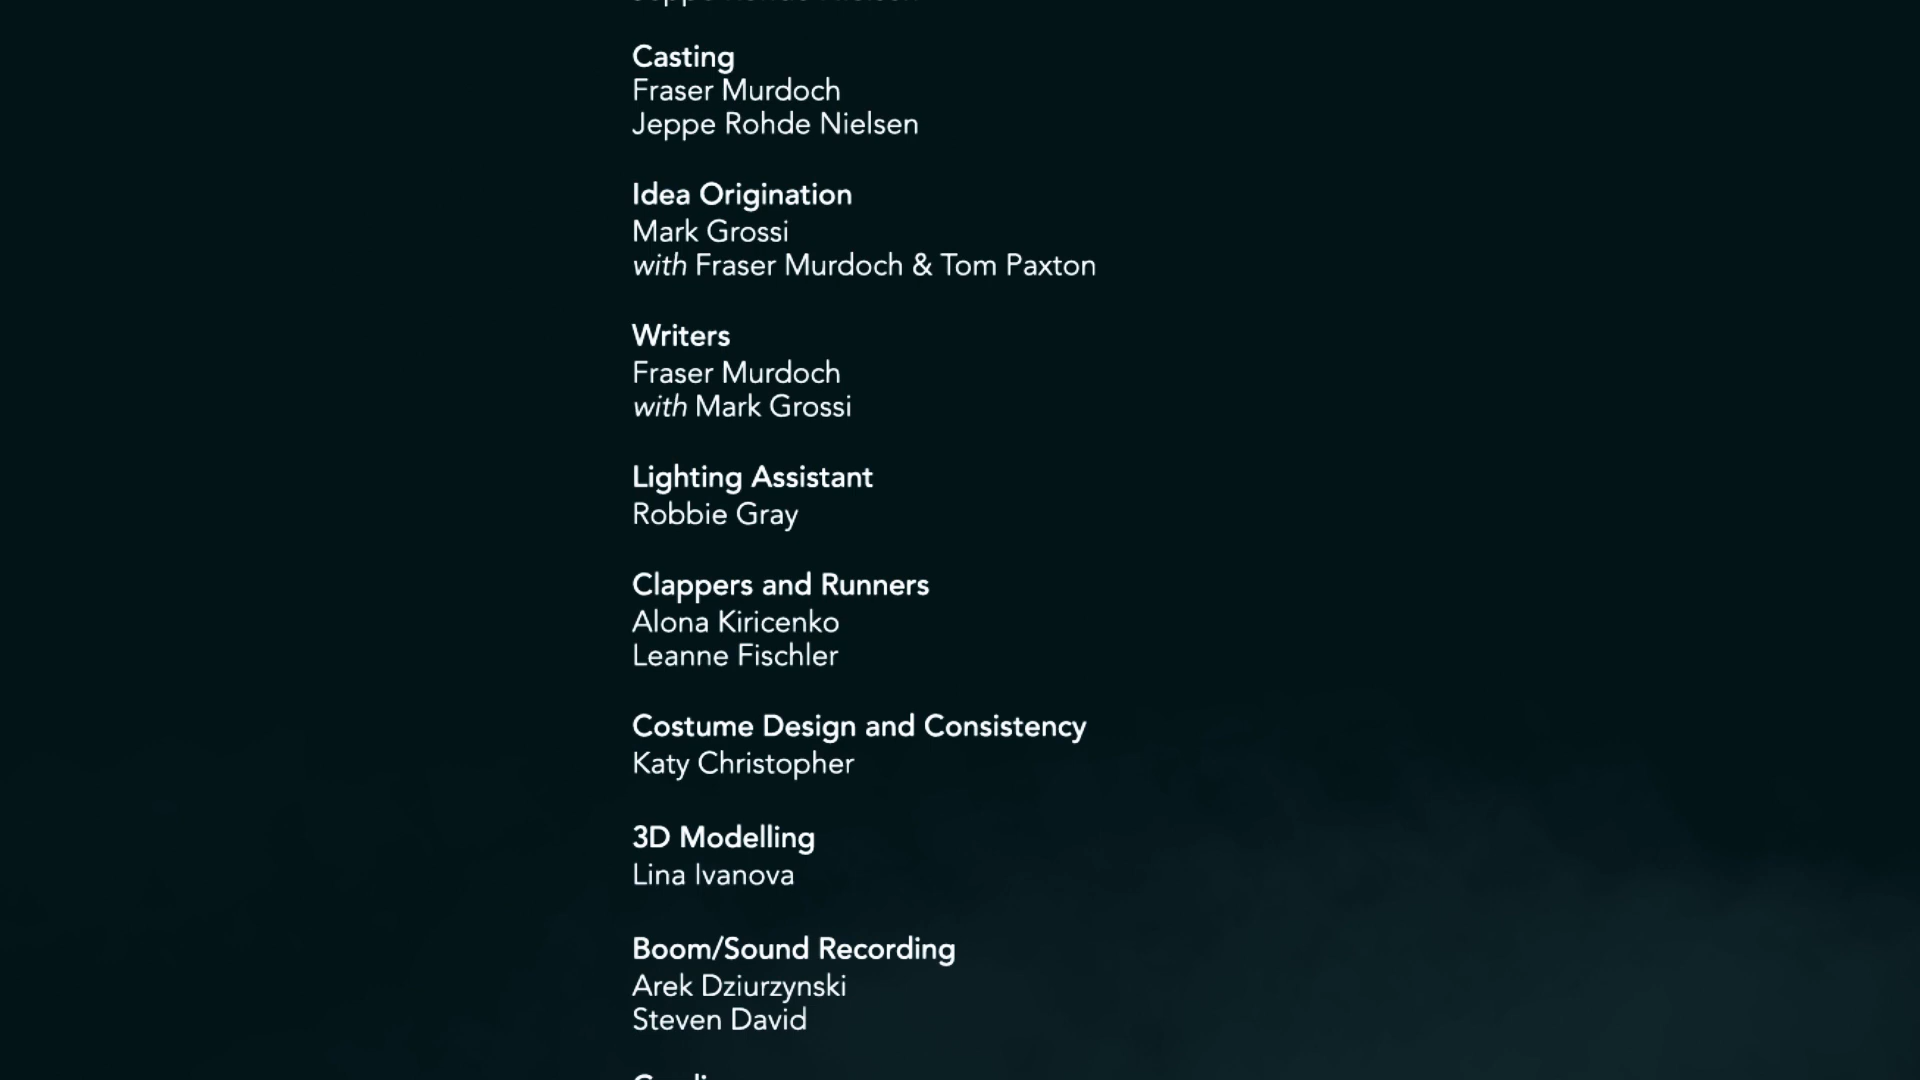 Casting
Fraser Murdoch
Jeppe Rohde Nielsen
Idea Origination
Mark Grossi
with Fraser Murdoch & Tom Paxton
Writers
Fraser Murdoch
with Mark Grossi
Lighting Assistant
Robbie Gray
Clappers and Runners
Alona Kiricenko
Leanne Fischler
Costume Design and Consistency
Katy Christopher
3D Modelling
Lina Ivanova
Boom/Sound Recording
Arek Dziurzynski
Steven David